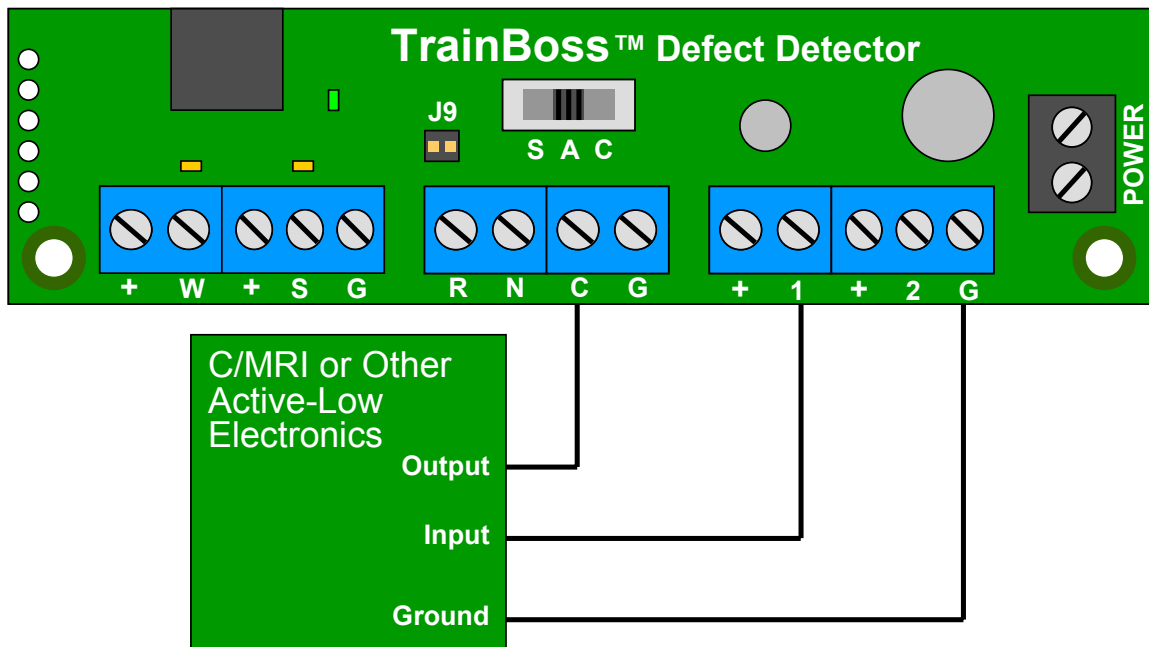 TrainBoss™ Defect Detector
J9
S A C
POWER
+ W + S G R N C G + 1 + 2 G
C/MRI or Other
Active-Low
Electronics
Output
Input
Ground